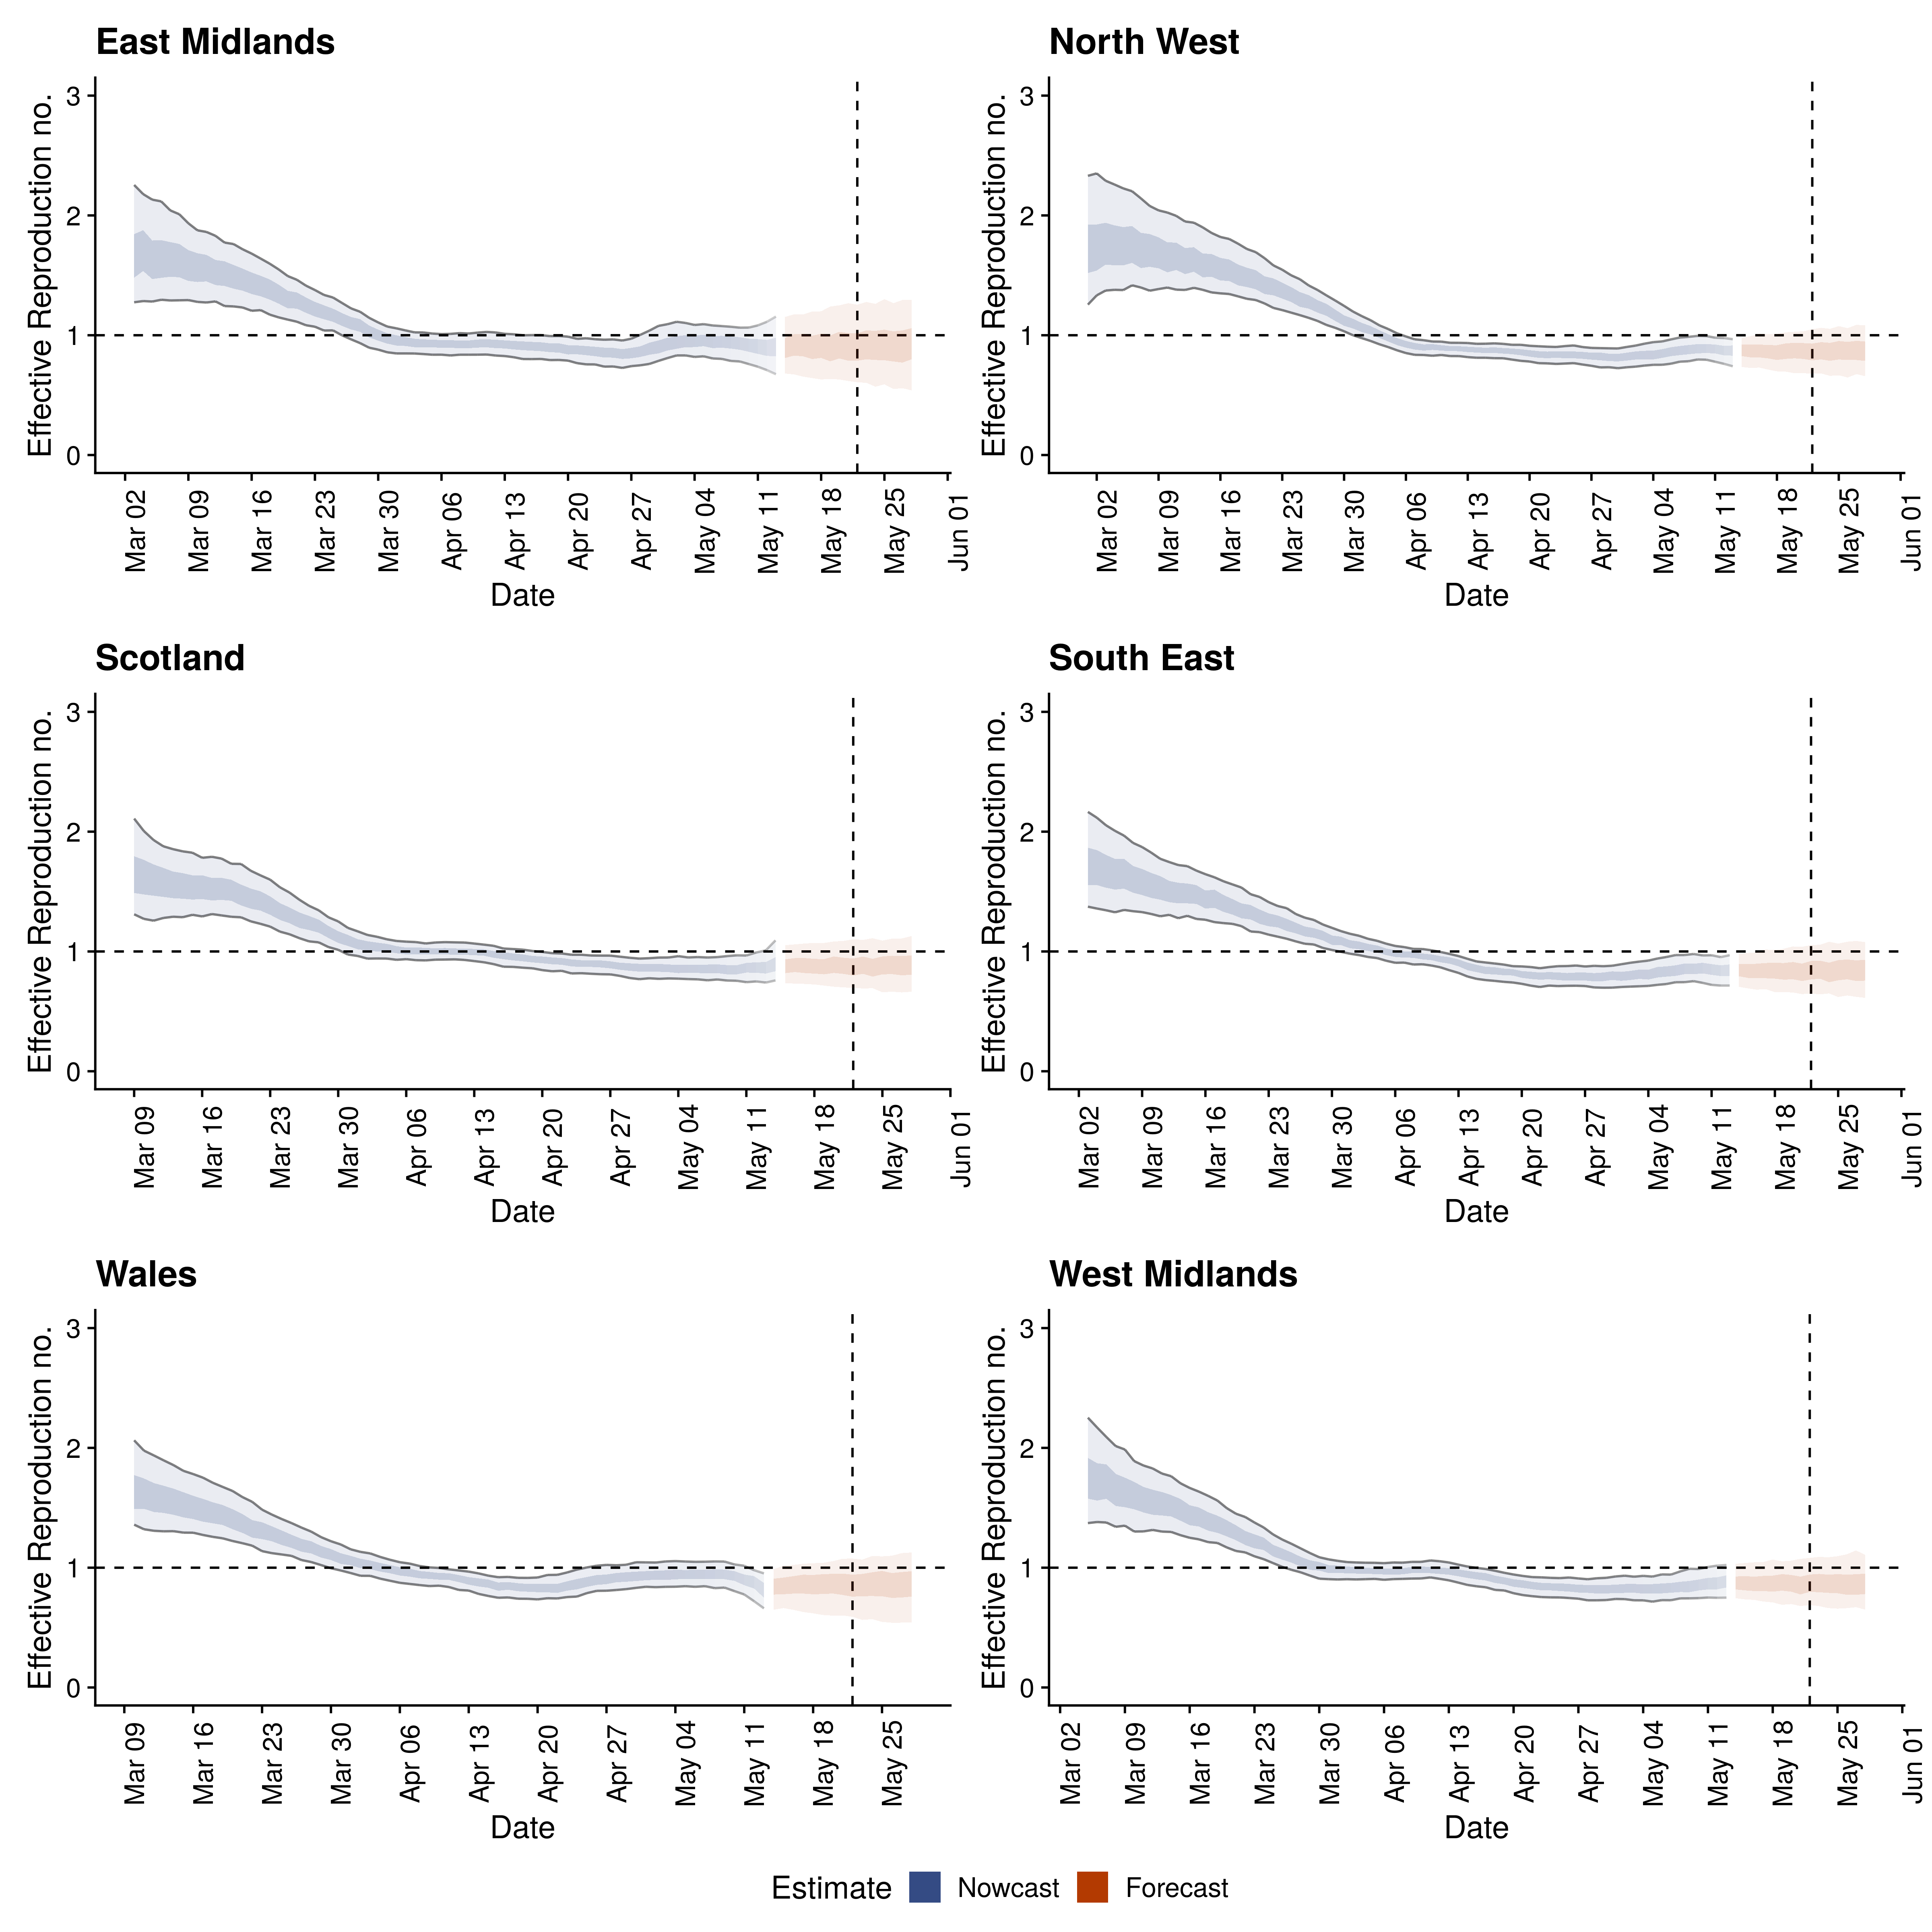 East Midlands
Effective Reproduction no.
3
2
1
0
Mar 02 Mar 09 Mar 16 Mar 23 Mar 30 Apr 06 Apr 13 Apr 20 Apr 27 May 04 May 11 May 18 May 25 Jun 01
Date
North West
Effective Reproduction no.
3
2
1
0
Mar 02 Mar 09 Mar 16 Mar 23 Mar 30 Apr 06 Apr 13 Apr 20 Apr 27 May 04 May 11 May 18 May 25 Jun 01
Date
Scotland
Effective Reproduction no.
3
2
1
0
Mar 09 Mar 16 Mar 23 Mar 30 Apr 06 Apr 13 Apr 20 Apr 27 May 04 May 11 May 18 May 25 Jun 01
Date
South East
Effective Reproduction no.
3
2
1
0
Mar 02 Mar 09 Mar 16 Mar 23 Mar 30 Apr 06 Apr 13 Apr 20 Apr 27 May 04 May 11 May 18 May 25 Jun 01
Date
Wales
Effective Reproduction no.
3
2
1
0
Mar 09 Mar 16 Mar 23 Mar 30 Apr 06 Apr 13 Apr 20 Apr 27 May 04 May 11 May 18 May 25
Date
West Midlands
Effective Reproduction no.
3
2
1
0
Mar 02 Mar 09 Mar 16 Mar 23 Mar 30 Apr 06 Apr 13 Apr 20 Apr 27 May 04 May 11 May 18 May 25 Jun 01
Date
Estimate Nowcast Forecast